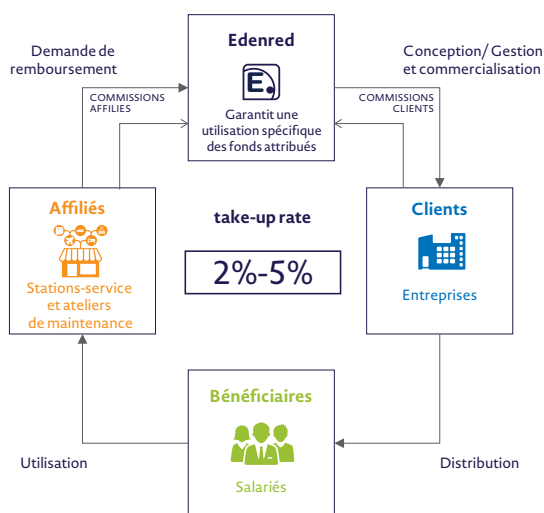 Edenred
E.
Garantit une
utilisation spécifique
des fonds attribués
Demande de
remboursement
COMMISSIONS
AFFILIES
Conception/ Gestion
et commercialisation
COMMISSIONS
CLIENTS
Affiliés
Stations-service
et ateliers
de maintenance
take-up rate
2%-5%
Clients
Entreprises
Bénéficiaires
Salariés
Utilisation
Distribution